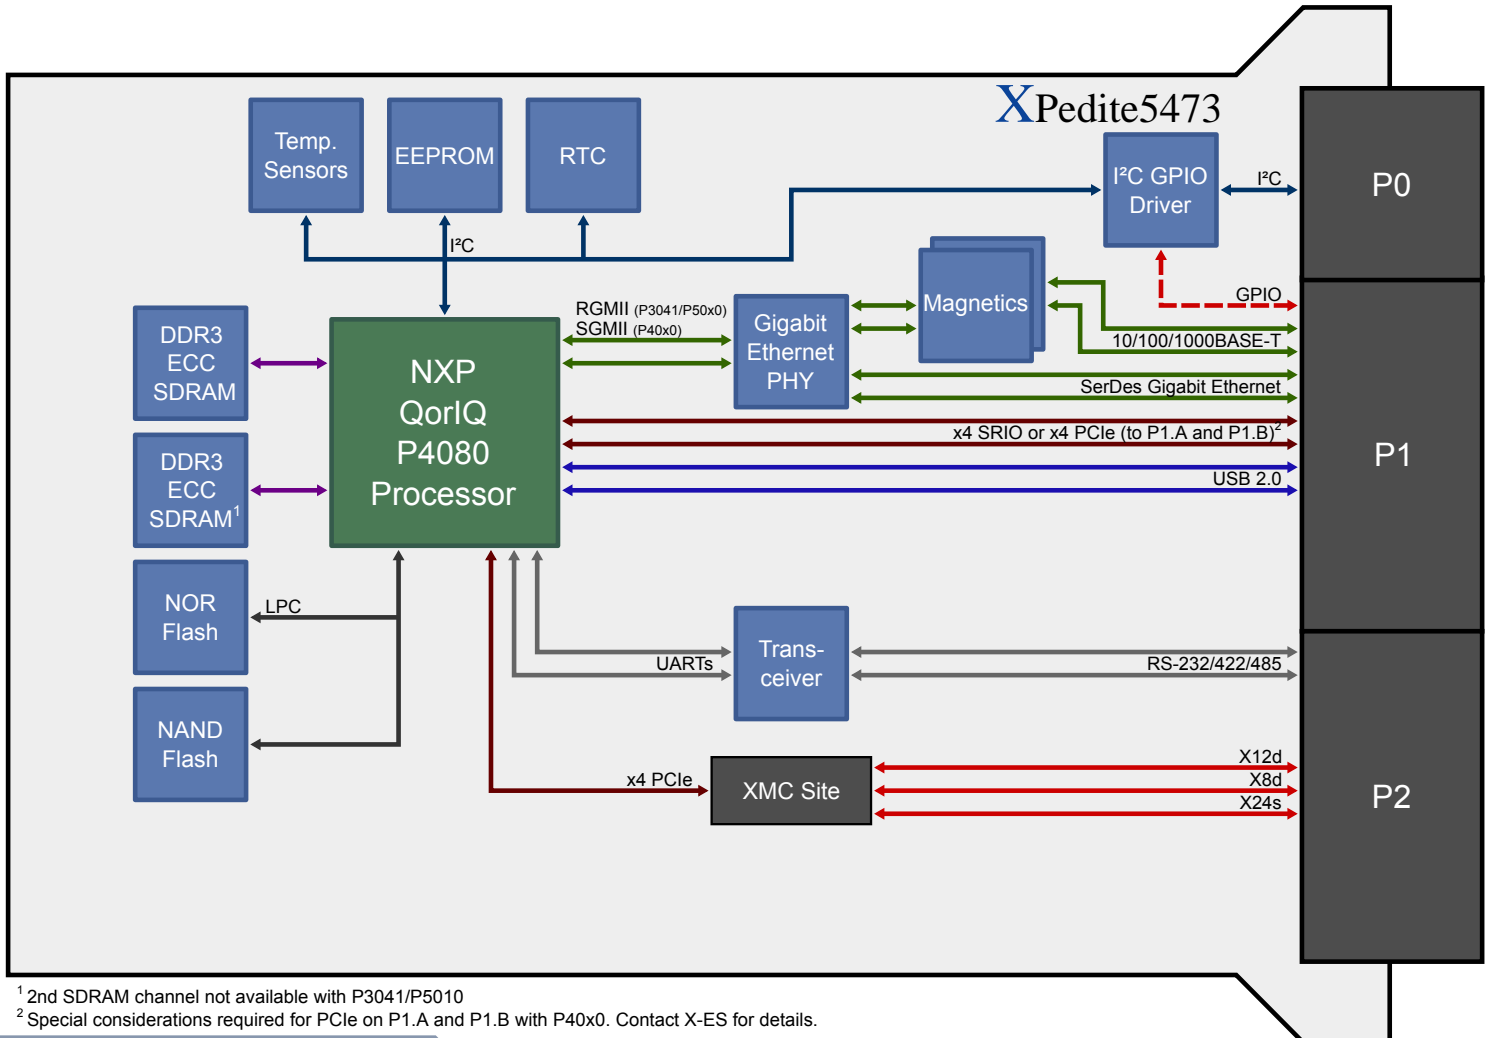 XPedite5473
Temp.
Sensors
EEPROM
RTC
I²C GPIO
Driver
I²C
P0
I²C
Magnetics
GPIO
RGMII (P3041/P50x0)
SGMII (P40x0)
Gigabit
Ethernet
PHY
10/100/1000BASE-T
SerDes Gigabit Ethernet
DDR3
ECC
SDRAM
NXP
QorIQ
P4080
Processor
x4 SRIO or x4 PCIe (to P1.A and P1.B)²
USB 2.0
P1
DDR3
ECC
SDRAM¹
NOR
Flash
LPC
UARTs
Trans-
ceiver
RS-232/422/485
NAND
Flash
x4 PCIe
XMC Site
X12d
X8d
X24s
P2
¹ 2nd SDRAM channel not available with P3041/P5010
² Special considerations required for PCIe on P1.A and P1.B with P40x0. Contact X-ES for details.